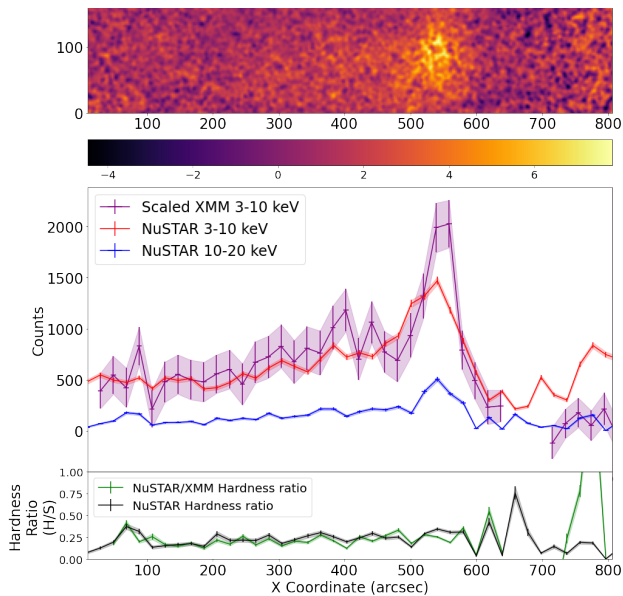 100
0
100 200 300 400 500 600 700 800
−4 −2 0 2 4 6
Scaled XMM 3-10 keV
NuSTAR 3-10 keV
NuSTAR 10-20 keV
2000
1500
1000
500
0
Counts
1.00
0.75
0.50
0.25
0.00
Hardness
Ratio
(H/S)
NuSTAR/XMM Hardness ratio
NuSTAR Hardness ratio
100 200 300 400 500 600 700 800
X Coordinate (arcsec)